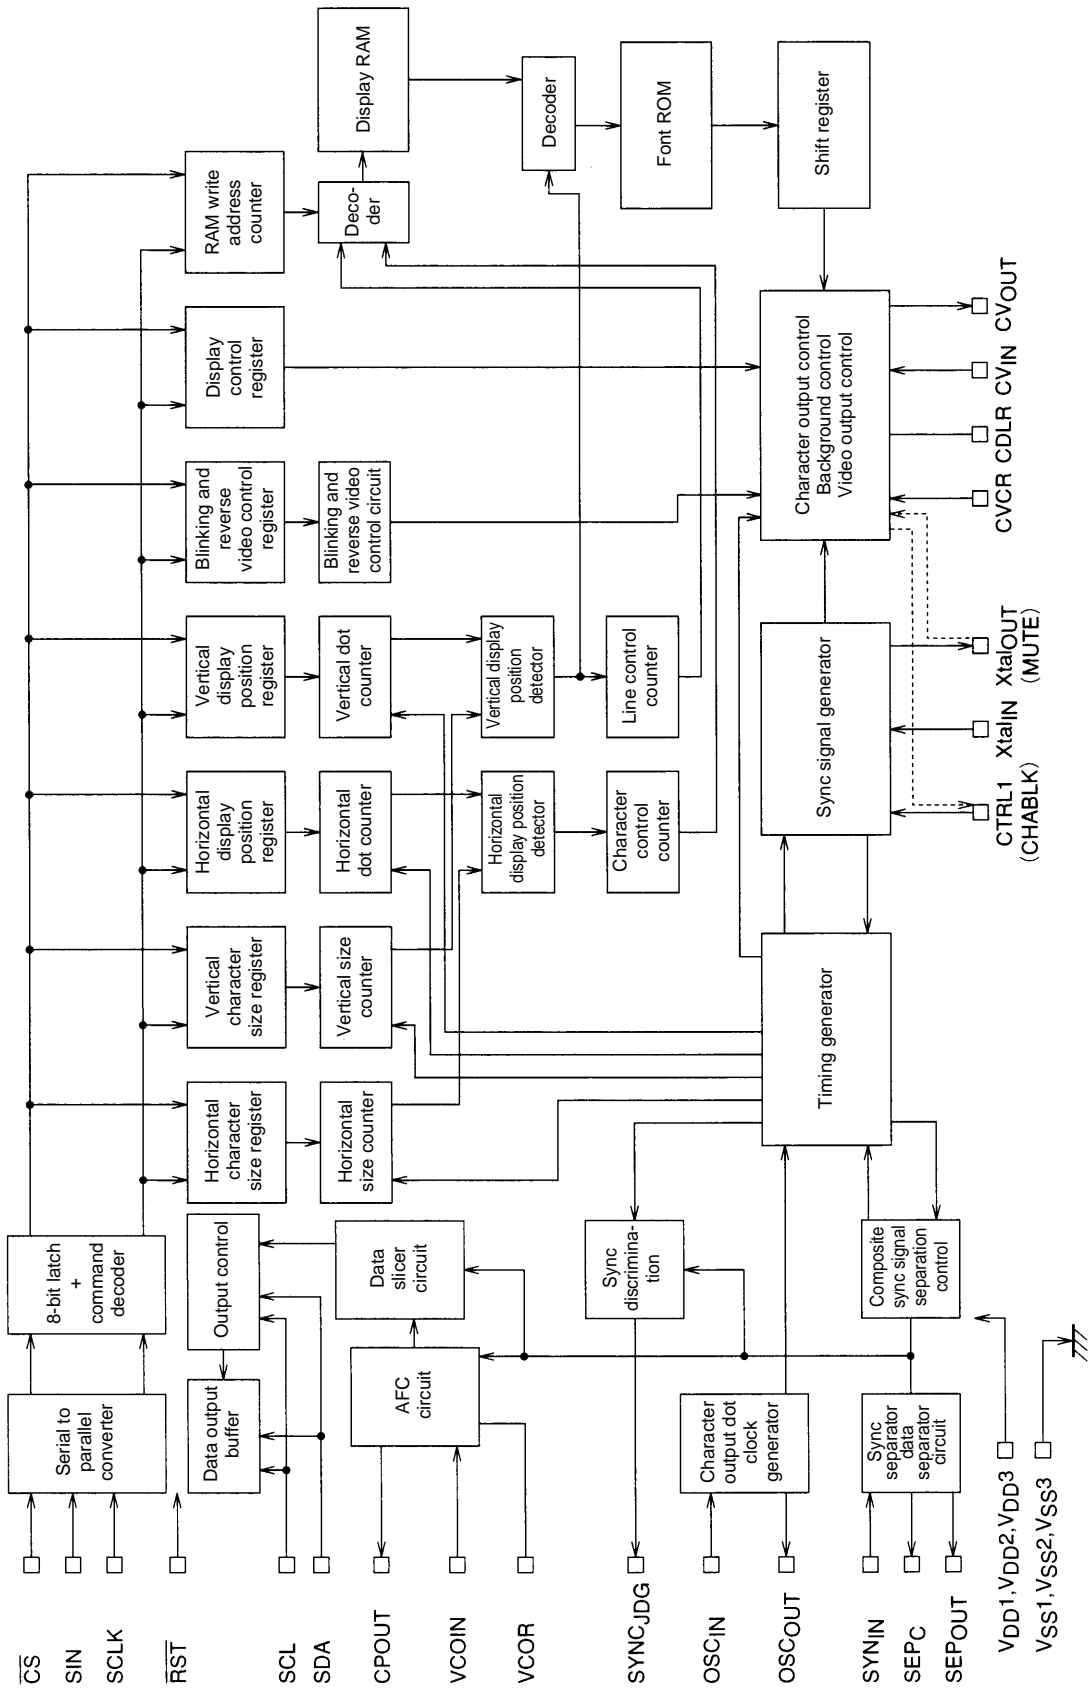 CS
SIN
SCLK
RST
SCL
SDA
CPOUT
VCOIN
VCOR
SYNCJDG
OSCIN
OSCOUT
SYNIN
SEPC
SEPOUT
VDD1,VDD2,VDD3
VSS1,VSS2,VSS3
Serial to
parallel
converter
8-bit latch
+
command
decoder
Data output
buffer
Output control
AFC
circuit
Data
slicer
circuit
Sync
discrimina-
tion
Character
output dot
clock
generator
Sync
separator
data
separator
circuit
Composite
sync signal
separation
control
Horizontal
character
size register
Horizontal
size counter
Vertical
character
size register
Vertical size
counter
Horizontal
display
position
register
Horizontal
dot counter
Horizontal
display position
detector
Character
control
counter
Vertical
display
position
register
Vertical dot
counter
Vertical display
position
detector
Line control
counter
Blinking and
reverse
video control
register
Blinking and
reverse video
control circuit
Display
control
register
RAM write
address
counter
Deco-
der
Display RAM
Decoder
Font ROM
Shift register
Timing generator
Sync signal generator
Character output control
Background control
Video output control
CTRL1
(CHABLK)
XtalIN
XtalOUT
(MUTE)
CVCR
CDLR
CVIN
CVOUT